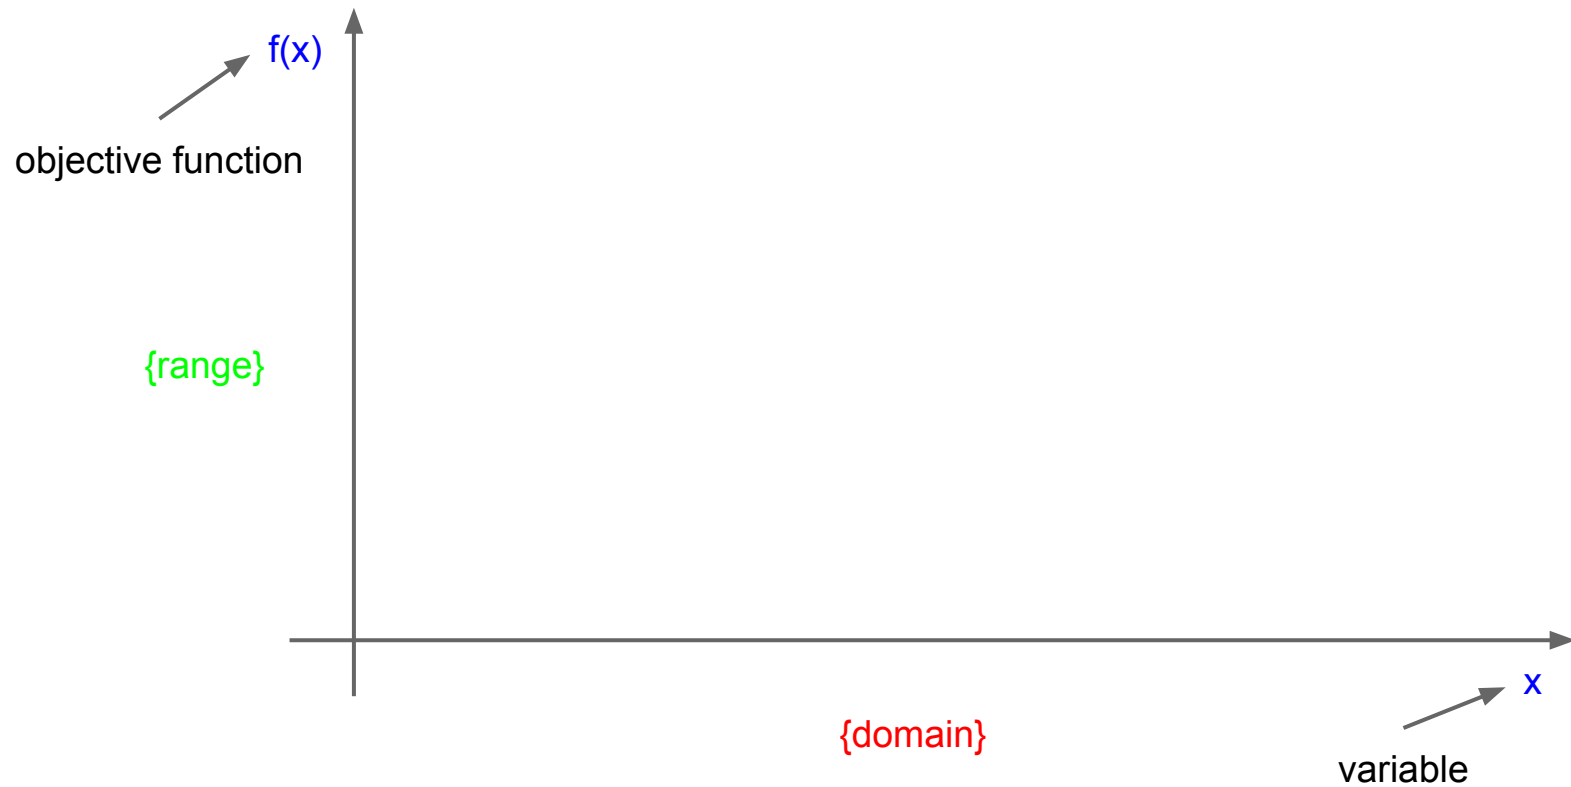 f(x)
objective function
{range}
x
{domain}
variable